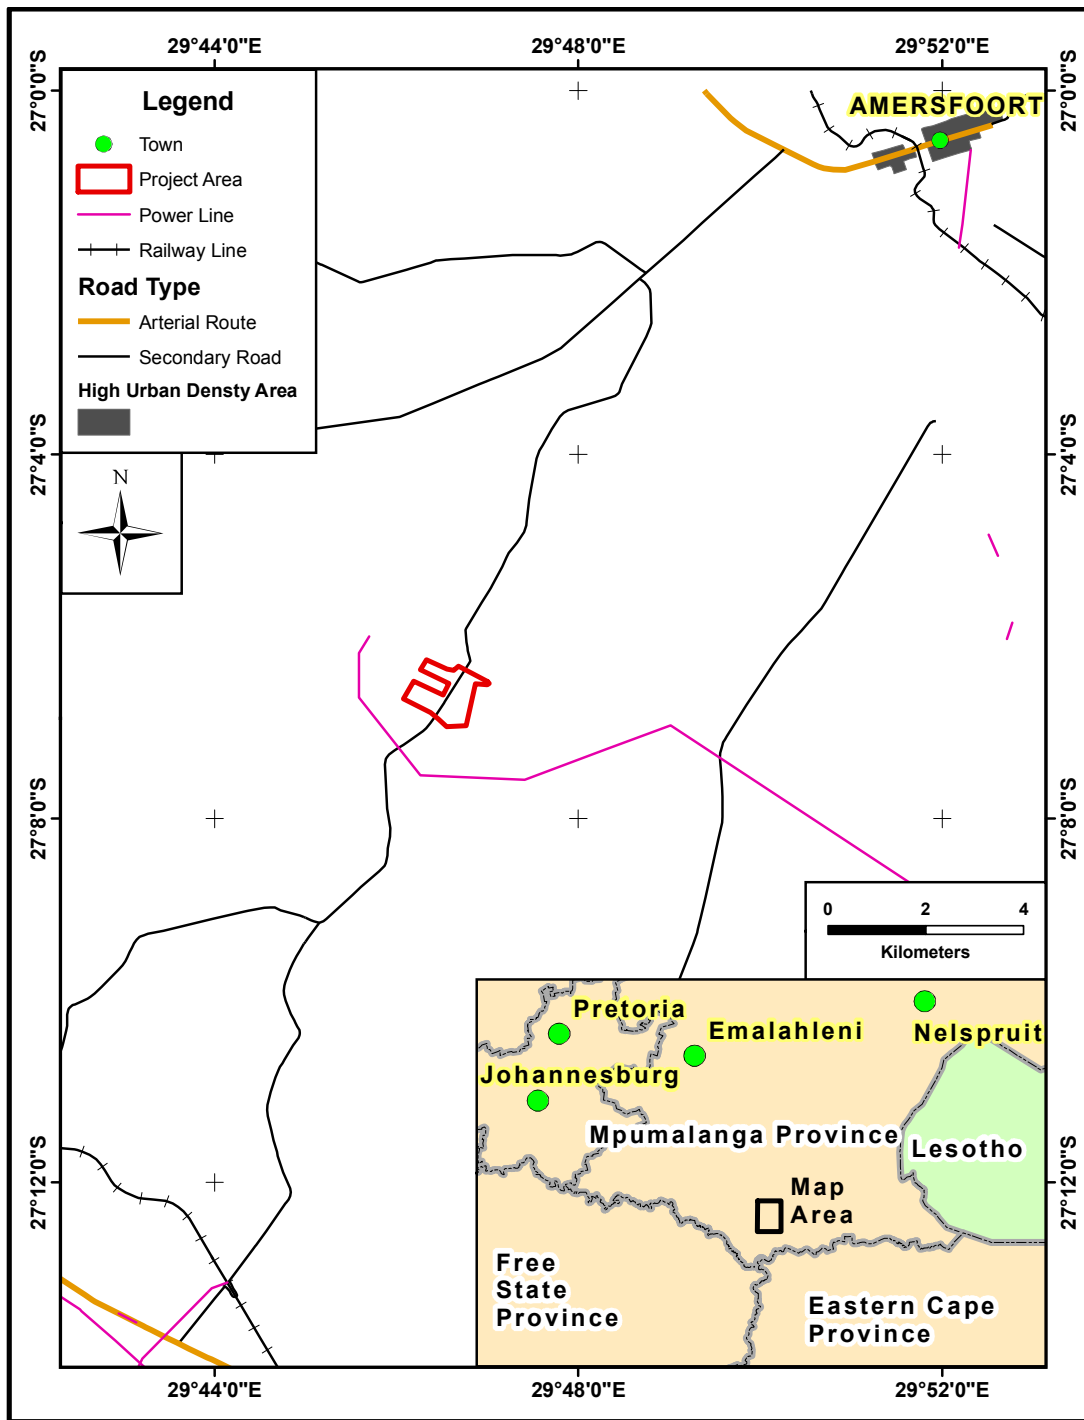 29°44'0"E
29°48'0"E
29°52'0"E
27°0'0"S
27°0'0"S
AMERSFOORT
Legend
Town
Project Area
Power Line
Railway Line
Road Type
Arterial Route
Secondary Road
High Urban Densty Area
27°4'0"S
27°4'0"S
N
27°8'0"S
27°8'0"S
0 2 4
Kilometers
Pretoria
Emalahleni
Nelspruit
Johannesburg
Mpumalanga Province
Lesotho
Map
Area
27°12'0"S
27°12'0"S
Free
State
Province
Eastern Cape
Province
29°44'0"E
29°48'0"E
29°52'0"E